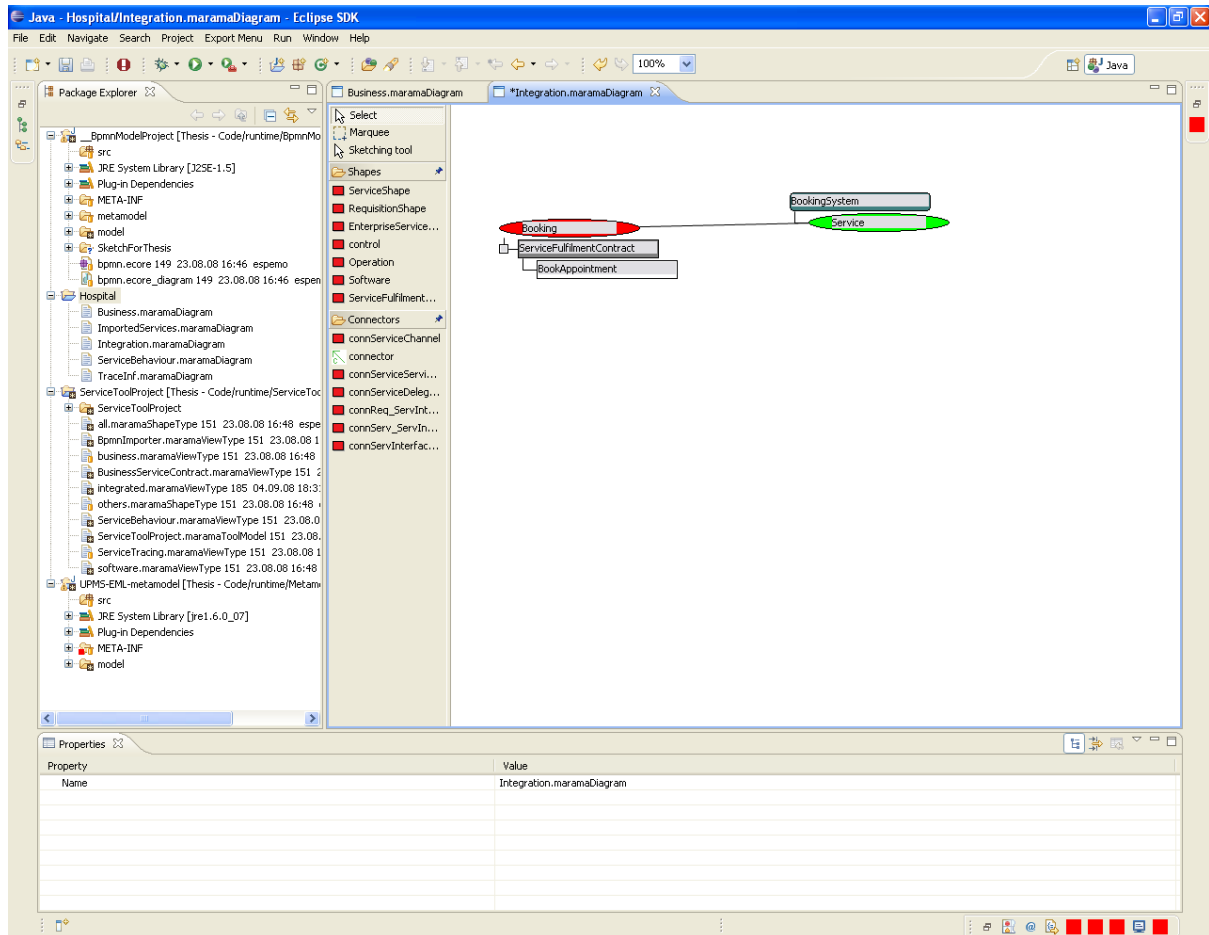 Java - Hospital/Integration.maramaDiagram - Eclipse SDK
File Edit Navigate Search Project Export Menu Run Window Help
100%
Java
Package Explorer
__BpmnModelProject [Thesis - Code/runtime/BpmnMo
src
JRE System Library [J2SE-1.5]
Plug-in Dependencies
META-INF
metamodel
model
SketchForThesis
bpmn.ecore 149 23.08.08 16:46 espemo
bpmn.ecore_diagram 149 23.08.08 16:46 espen
Hospital
Business.maramaDiagram
ImportedServices.maramaDiagram
Integration.maramaDiagram
ServiceBehaviour.maramaDiagram
TraceInf.maramaDiagram
ServiceToolProject [Thesis - Code/runtime/ServiceToo
ServiceToolProject
all.maramaShapeType 151 23.08.08 16:48 espe
BpmnImporter.maramaViewType 151 23.08.08 1
business.maramaViewType 151 23.08.08 16:48
BusinessServiceContract.maramaViewType 151 2
integrated.maramaViewType 185 04.09.08 18:3
others.maramaShapeType 151 23.08.08 16:48
ServiceBehaviour.maramaViewType 151 23.08.0
ServiceToolProject.maramaToolModel 151 23.08.
ServiceTracing.maramaViewType 151 23.08.08 1
software.maramaViewType 151 23.08.08 16:48
UPMS-EML-metamodel [Thesis - Code/runtime/Metam
src
JRE System Library [jre1.6.0_07]
Plug-in Dependencies
META-INF
model
Business.maramaDiagram
*Integration.maramaDiagram
Select
Marquee
Sketching tool
Shapes
ServiceShape
RequisitionShape
EnterpriseService...
control
Operation
Software
ServiceFulfilment...
Connectors
connServiceChannel
connector
connServiceServi...
connServiceDeleg...
connReq_ServInt...
connServ_ServIn...
connServInterfac...
BookingSystem
Service
Booking
ServiceFulfilmentContract
BookAppointment
Properties
Property Value
Name Integration.maramaDiagram